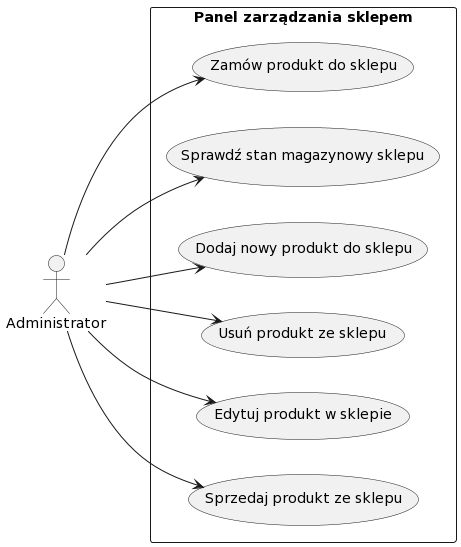 Panel zarządzania sklepem
Zamów produkt do sklepu
Sprawdź stan magazynowy sklepu
Dodaj nowy produkt do sklepu
Administrator
Usuń produkt ze sklepu
Edytuj produkt w sklepie
Sprzedaj produkt ze sklepu